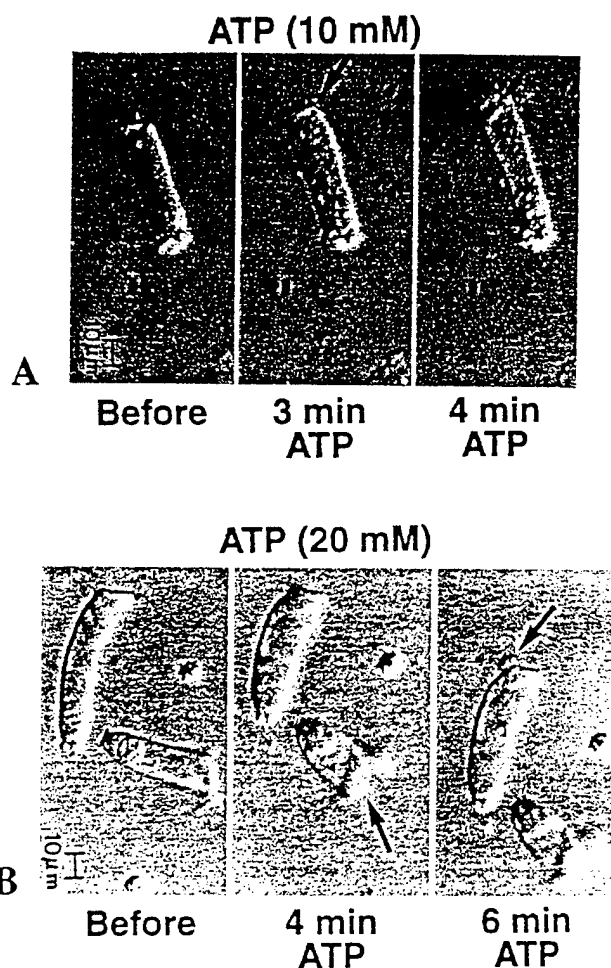 ATP (10 mM)
10µm
A
Before
3 min
ATP
4 min
ATP
ATP (20 mM)
10µm
B
Before
4 min
ATP
6 min
ATP